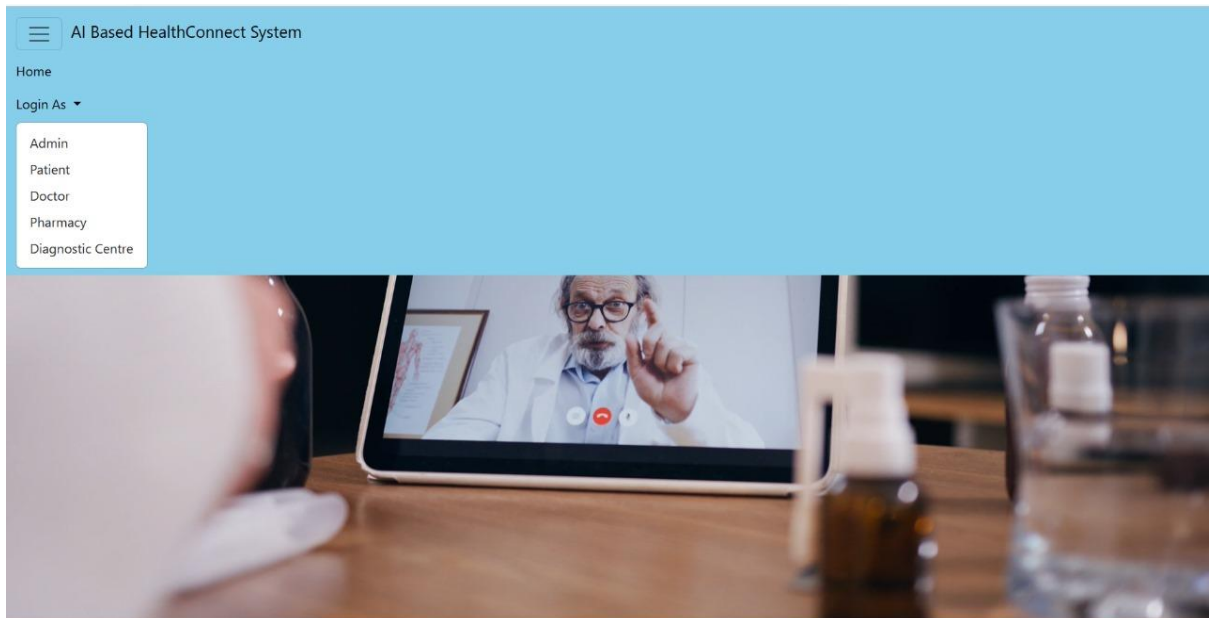 AI Based HealthConnect System
Home
Login As
Admin
Patient
Doctor
Pharmacy
Diagnostic Centre